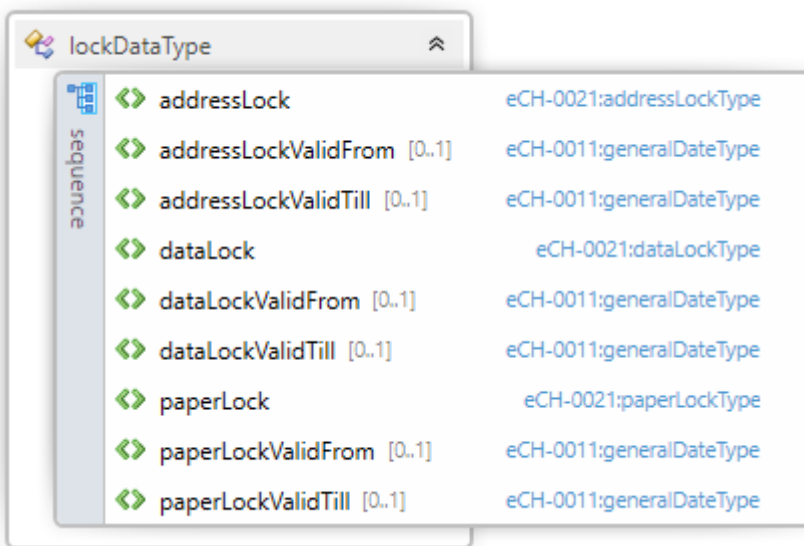 lockDataType
sequence
addressLock eCH-0021:addressLockType
addressLockValidFrom [0..1] eCH-0011:generalDateType
addressLockValidTill [0..1] eCH-0011:generalDateType
dataLock eCH-0021:dataLockType
dataLockValidFrom [0..1] eCH-0011:generalDateType
dataLockValidTill [0..1] eCH-0011:generalDateType
paperLock eCH-0021:paperLockType
paperLockValidFrom [0..1] eCH-0011:generalDateType
paperLockValidTill [0..1] eCH-0011:generalDateType